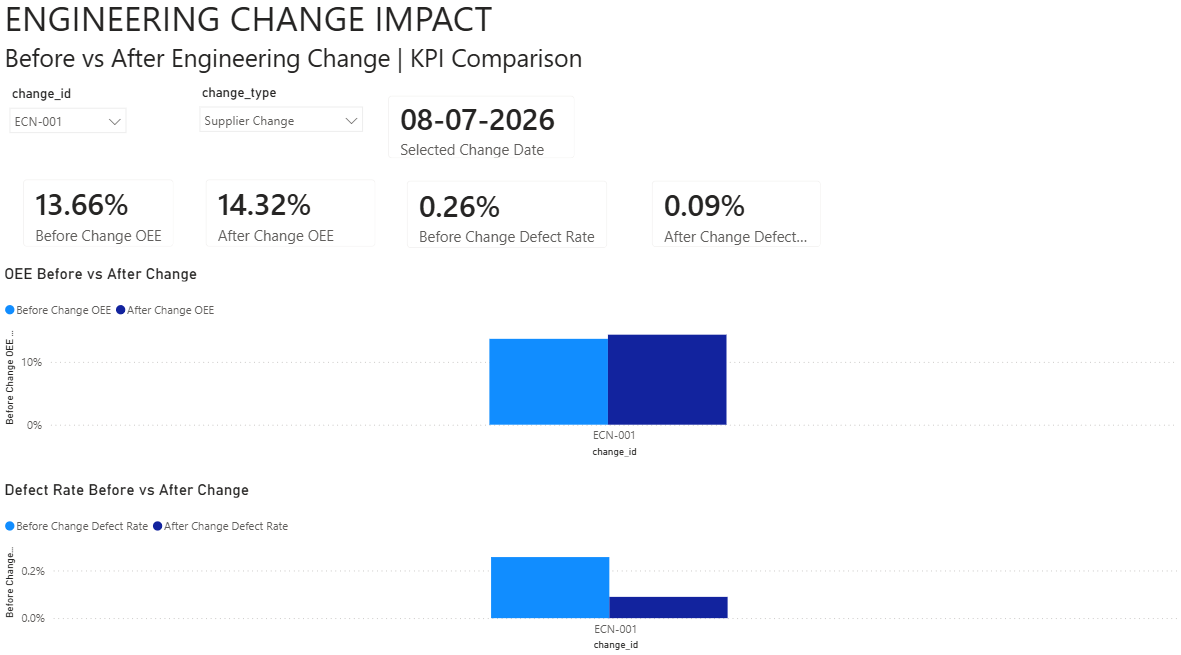 ENGINEERING CHANGE IMPACT
Before vs After Engineering Change | KPI Comparison
change_id
ECN-001
change_type
Supplier Change
08-07-2026
Selected Change Date
13.66%
Before Change OEE
14.32%
After Change OEE
0.26%
Before Change Defect Rate
0.09%
After Change Defect...
OEE Before vs After Change
Before Change OEE After Change OEE
Before Change OEE ...
10%
0%
ECN-001
change_id
Defect Rate Before vs After Change
Before Change Defect Rate After Change Defect Rate
Before Change...
0.2%
0.0%
ECN-001
change_id